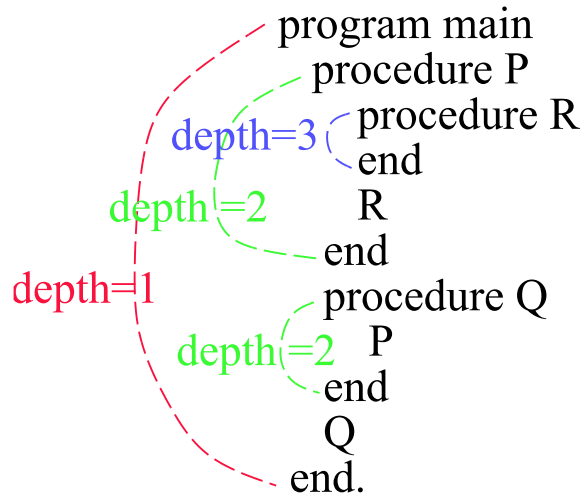 program main
procedure P
procedure R
depth=3
end
R
depth =2
end
depth=1
procedure Q
P
depth =2
end
Q
end.